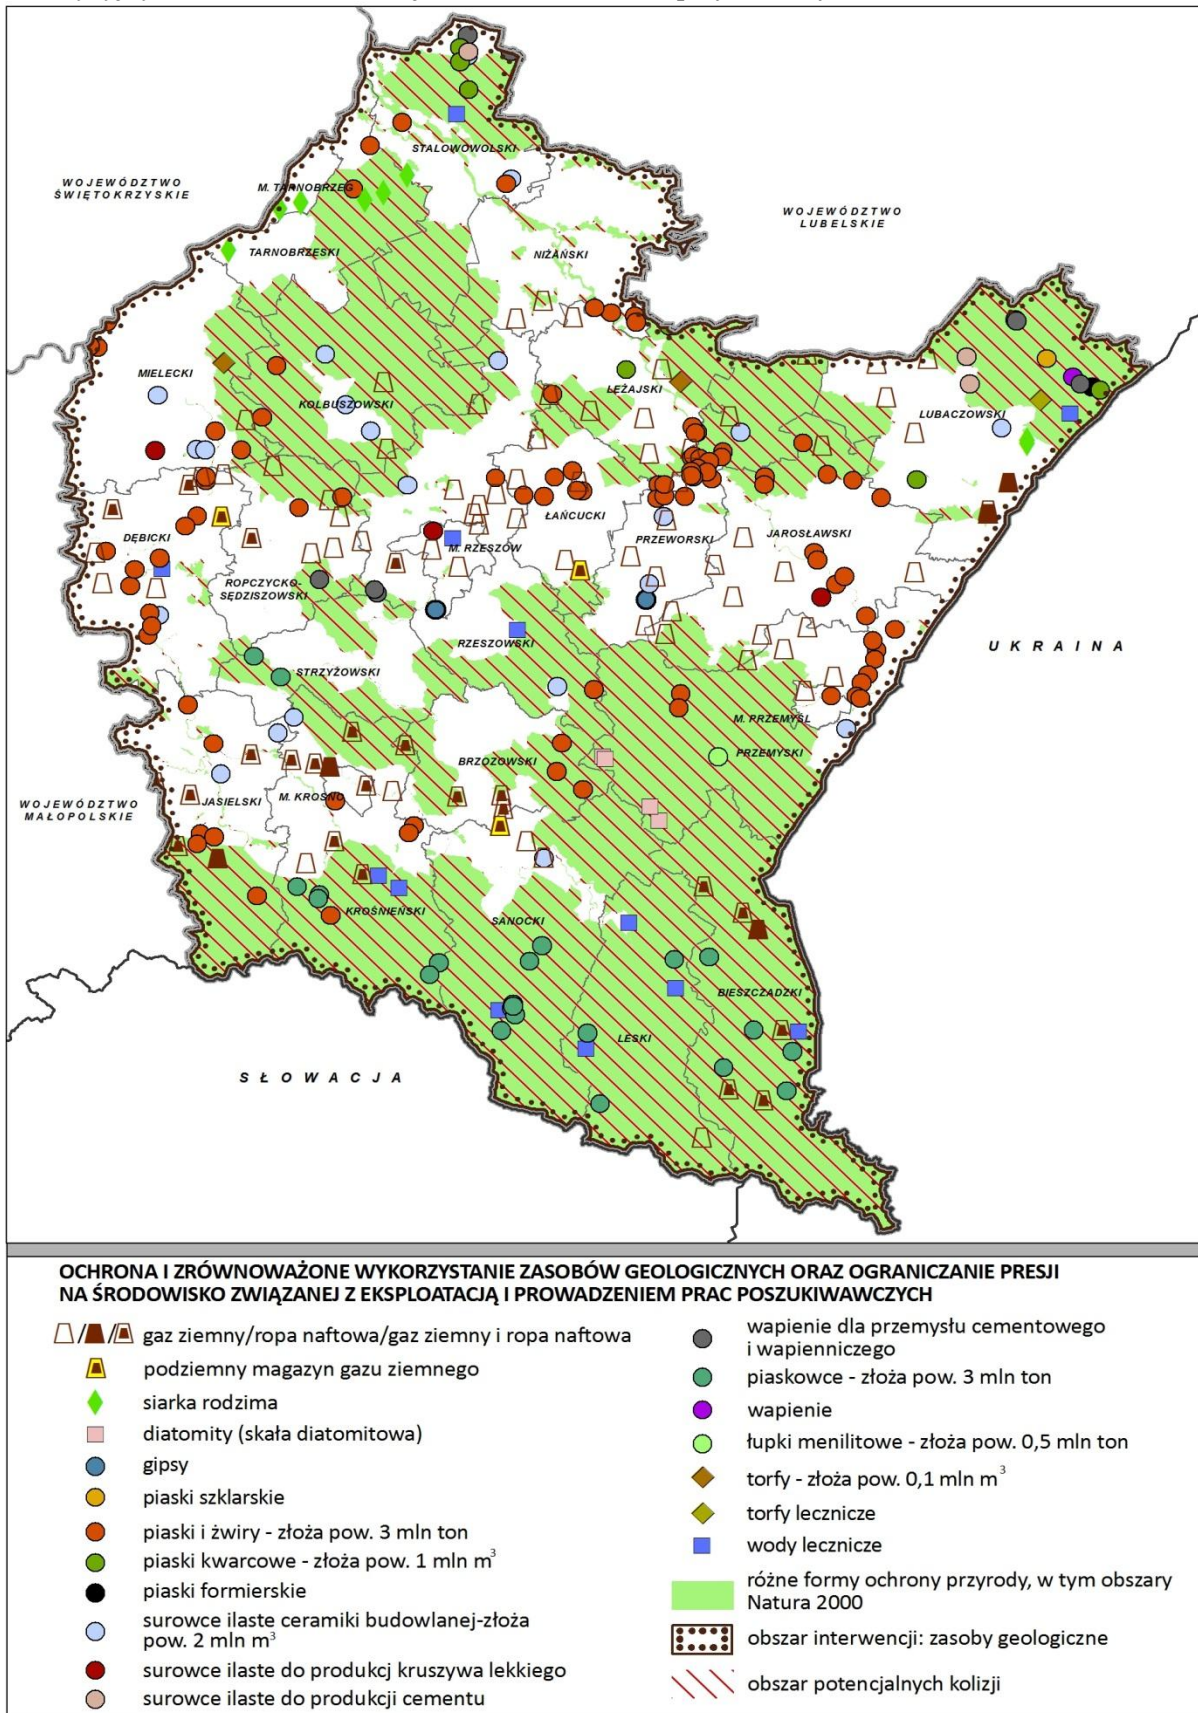 STALOWOWOLSKI
WOJEWÓDZTWO
ŚWIĘTOKRZYSKIE
M. TARNOBRZEG
WOJEWÓDZTWO
LUBELSKIE
TARNOBRZESKI
NIŻAŃSKI
MIELECKI
KOLBUSZOWSKI
LEŻAJSKI
LUBACZOWSKI
ŁAŃCUCKI
DĘBICKI
M. RZESZÓW
PRZEWORSKI
JAROSŁAWSKI
ROPCZYCKO-
SĘDZISZOWSKI
RZESZOWSKI
UKRAINA
STRZYŻOWSKI
M. PRZEMYŚL
PRZEMYSKI
BRZOZOWSKI
WOJEWÓDZTWO
MAŁOPOLSKIE
JASIELSKI
M. KROSNO
KROŚNIEŃSKI
SANOCKI
BIESZCZADZKI
LESKI
SŁOWACJA
OCHRONA I ZRÓWNOWAŻONE WYKORZYSTANIE ZASOBÓW GEOLOGICZNYCH ORAZ OGRANICZANIE PRESJI
NA ŚRODOWISKO ZWIĄZANEJ Z EKSPLOATACJĄ I PROWADZENIEM PRAC POSZUKIWAWCZYCH
gaz ziemny/ropa naftowa/gaz ziemny i ropa naftowa
podziemny magazyn gazu ziemnego
siarka rodzima
diatomity (skała diatomitowa)
gipsy
piaski szklarskie
piaski i żwiry - złoża pow. 3 mln ton
piaski kwarcowe - złoża pow. 1 mln m³
piaski formierskie
surowce ilaste ceramiki budowlanej-złoża
pow. 2 mln m³
surowce ilaste do produkcj kruszywa lekkiego
surowce ilaste do produkcji cementu
wapienie dla przemysłu cementowego
i wapienniczego
piaskowce - złoża pow. 3 mln ton
wapienie
łupki menilitowe - złoża pow. 0,5 mln ton
torfy - złoża pow. 0,1 mln m³
torfy lecznicze
wody lecznicze
różne formy ochrony przyrody, w tym obszary
Natura 2000
obszar interwencji: zasoby geologiczne
obszar potencjalnych kolizji